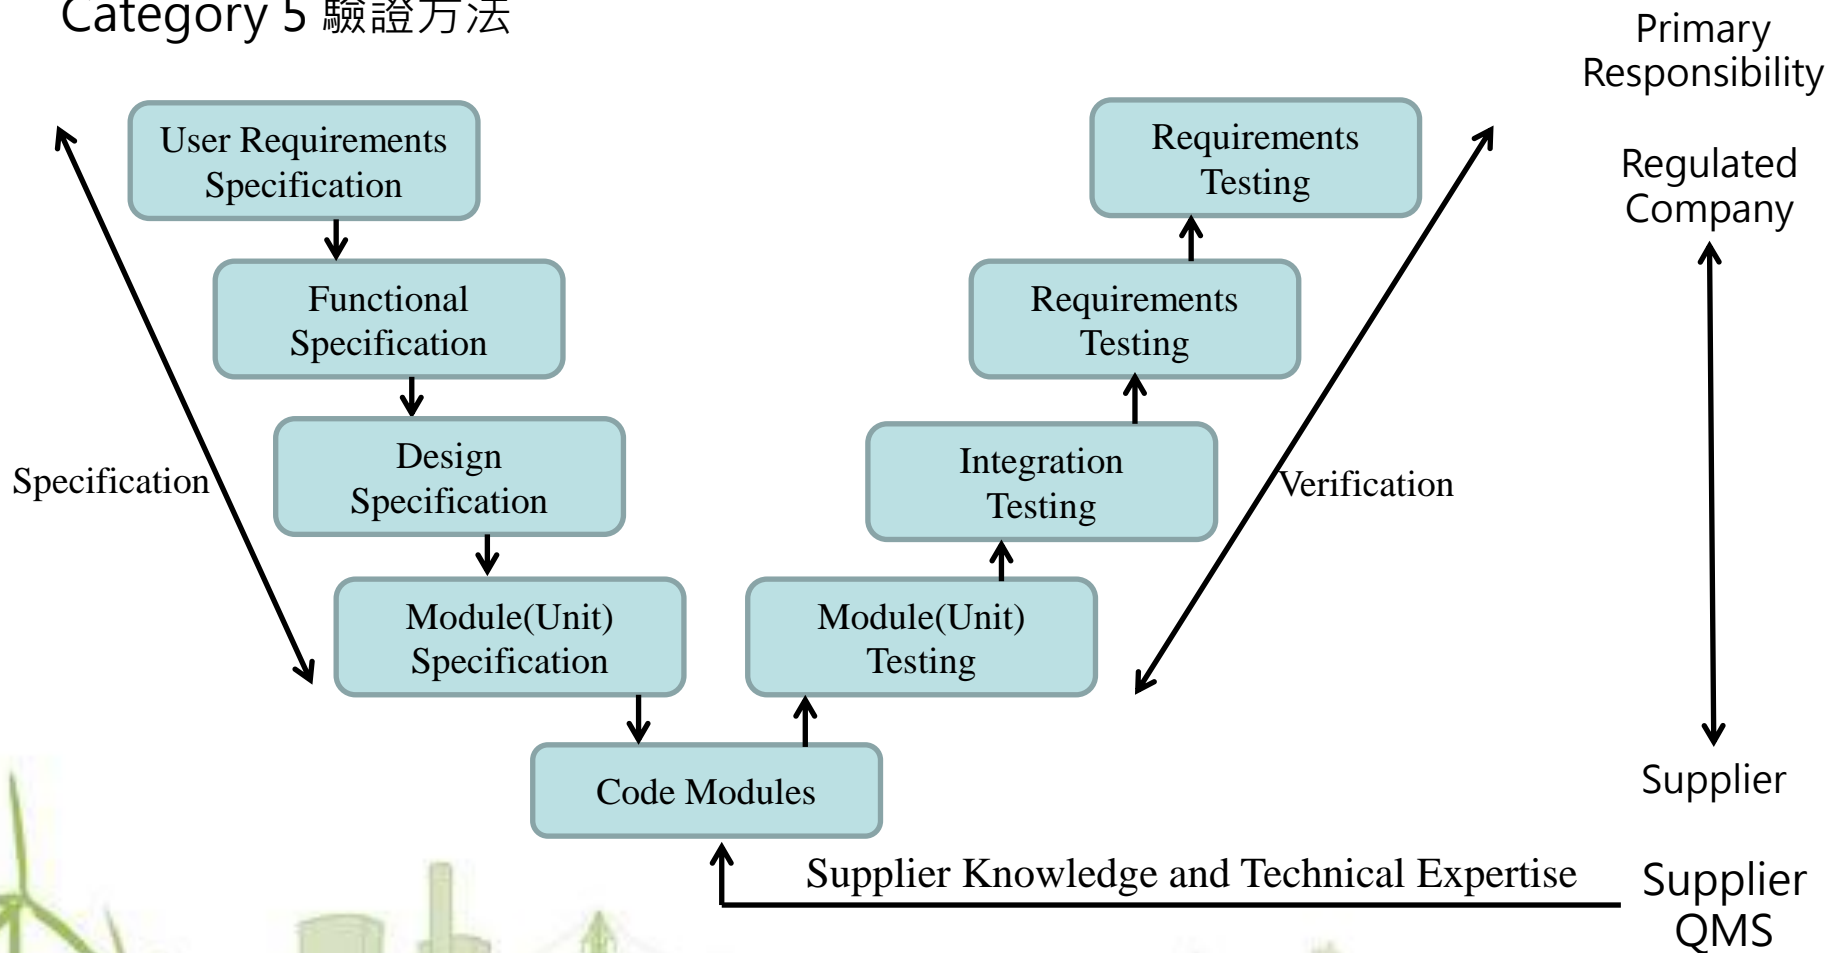 Category 5 驗證方法
Primary
Responsibility
User Requirements
Specification
Requirements
Testing
Regulated
Company
Functional
Specification
Requirements
Testing
Design
Specification
Integration
Testing
Specification
Verification
Module(Unit)
Specification
Module(Unit)
Testing
Code Modules
Supplier
Supplier Knowledge and Technical Expertise
Supplier
QMS